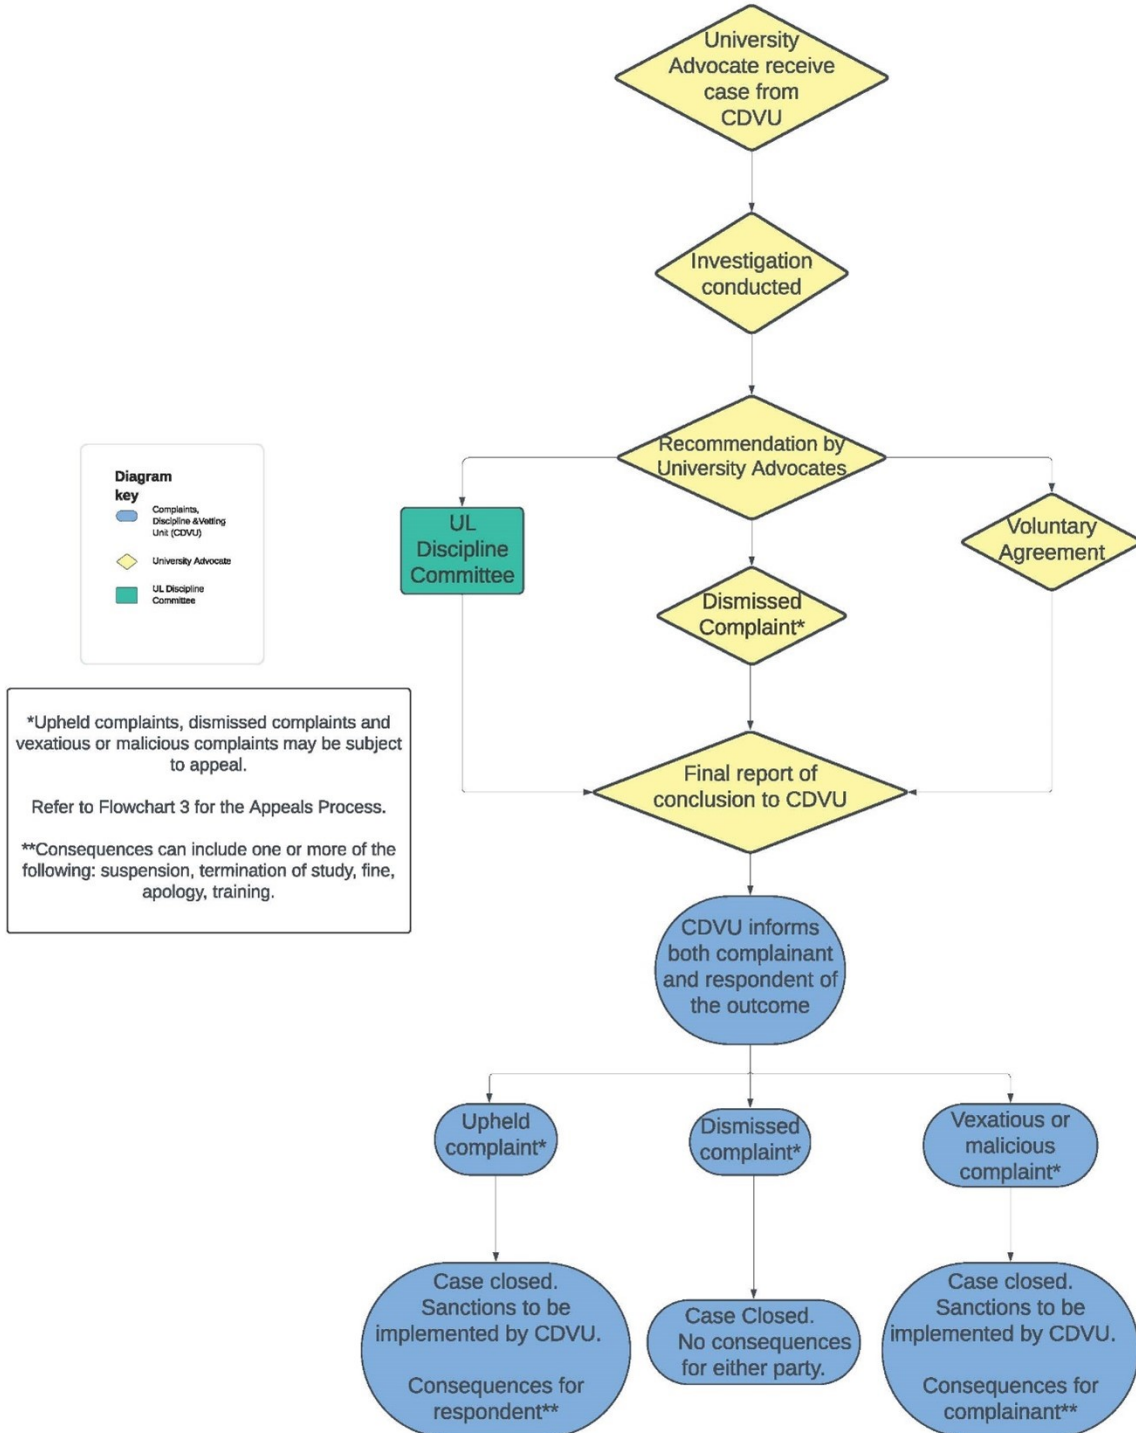 University
Advocate receive
case from
CDVU
Investigation
conducted
Recommendation by
University Advocates
UL
Discipline
Committee
Dismissed
Complaint*
Voluntary
Agreement
Final report of
conclusion to CDVU
Diagram
key
Complaints,
Discipline &Vetting
Unit (CDVU)
University Advocate
UL Discipline
Committee
*Upheld complaints, dismissed complaints and
vexatious or malicious complaints may be subject
to appeal.
Refer to Flowchart 3 for the Appeals Process.
**Consequences can include one or more of the
following: suspension, termination of study, fine,
apology, training.
CDVU informs
both complainant
and respondent of
the outcome
Upheld
complaint*
Dismissed
complaint*
Vexatious or
malicious
complaint*
Case closed.
Sanctions to be
implemented by CDVU.
Consequences for
respondent**
Case Closed.
No consequences
for either party.
Case closed.
Sanctions to be
implemented by CDVU.
Consequences for
complainant**